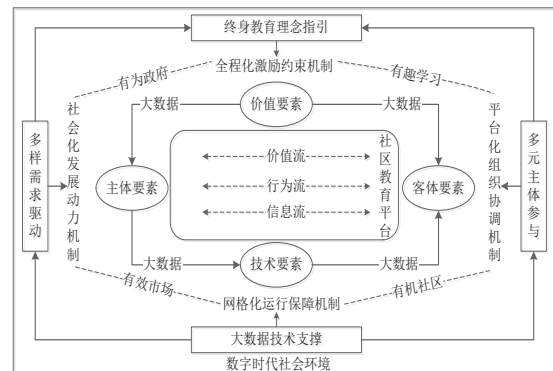 终身教育理念指引
有为政府
全程化激励约束机制
有趣学习
大数据
价值要素
大数据
社会化发展动力机制
平台化组织协调机制
多样需求驱动
多元主体参与
社区教育平台
价值流
主体要素
行为流
客体要素
信息流
大数据
技术要素
大数据
有效市场
网格化运行保障机制
有机社区
大数据技术支撑
数字时代社会环境